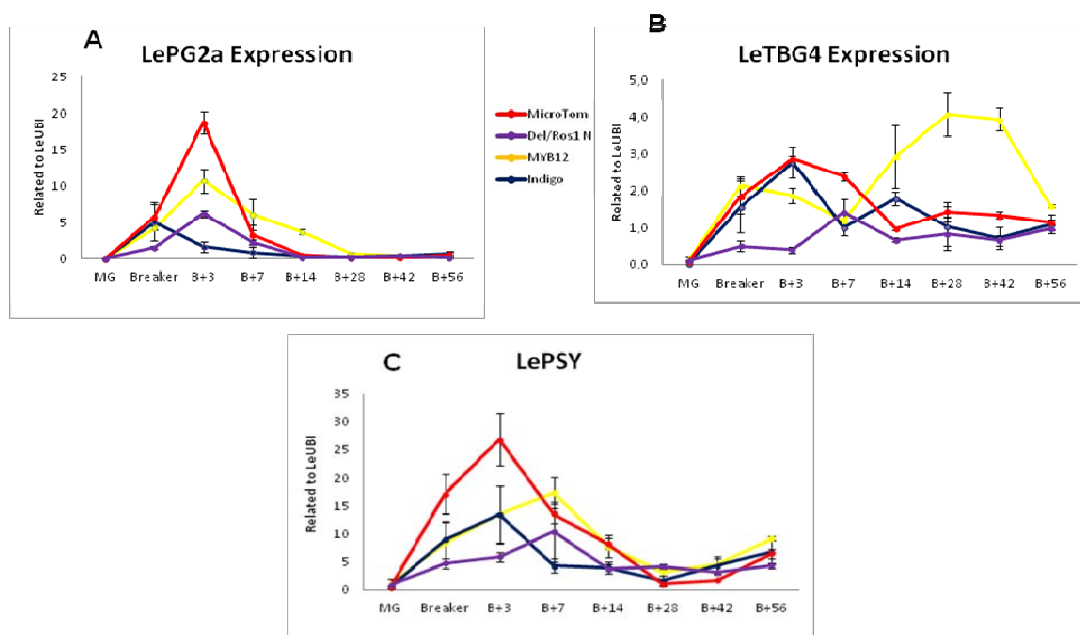 A
LePG2a Expression
25
20
15
10
5
0
Related to LeUBI
MG Breaker B+3 B+7 B+14 B+28 B+42 B+56
MicroTom
Del/Ros1 N
MYB12
Indigo
B
LeTBG4 Expression
5,0
4,0
3,0
2,0
1,0
0,0
Related to LeUBI
MG Breaker B+3 B+7 B+14 B+28 B+42 B+56
C
LePSY
35
30
25
20
15
10
5
0
Related to LeUBI
MG Breaker B+3 B+7 B+14 B+28 B+42 B+56